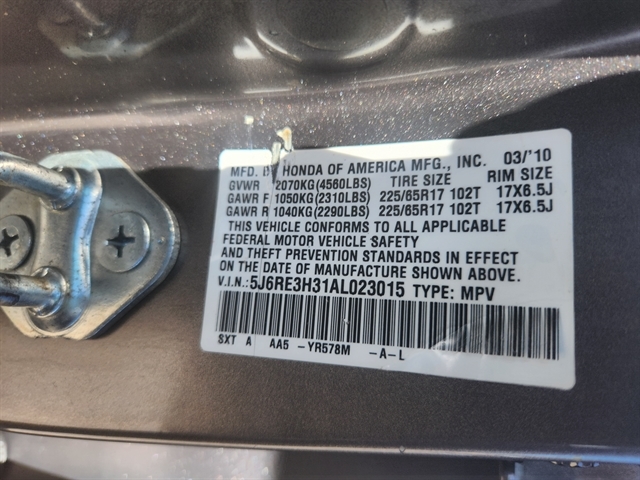 MFD. BY HONDA OF AMERICA MFG., INC. 03/'10
GVWR 2070KG(4560LBS) TIRE SIZE RIM SIZE
GAWR F 1050KG(2310LBS) 225/65R17 102T 17X6.5J
GAWR R 1040KG(2290LBS) 225/65R17 102T 17X6.5J
THIS VEHICLE CONFORMS TO ALL APPLICABLE
FEDERAL MOTOR VEHICLE SAFETY
AND THEFT PREVENTION STANDARDS IN EFFECT
ON THE DATE OF MANUFACTURE SHOWN ABOVE.
V.I.N.: 5J6RE3H31AL023015 TYPE: MPV
SXT A AA5 -YR578M -A-L